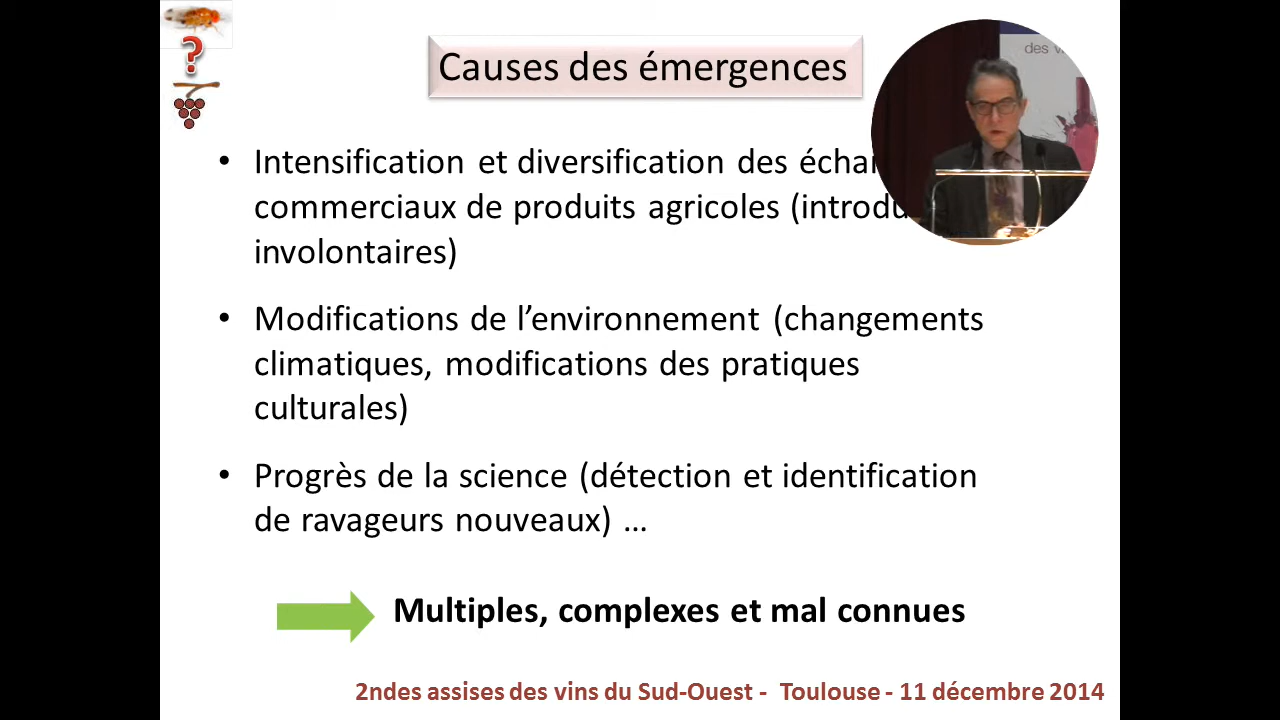 Causes des émergences
des
• Intensification et diversification des
commerciaux de produits agricoles
involontaires)
• Modifications de l’environnement (changements
climatiques, modifications des pratiques
culturales)
• Progrès de la science (détection et identification
de ravageurs nouveaux) ...
Multiples, complexes et mal connues
2ndes assises des vins du Sud-Ouest - Toulouse - 11 décembre 2014